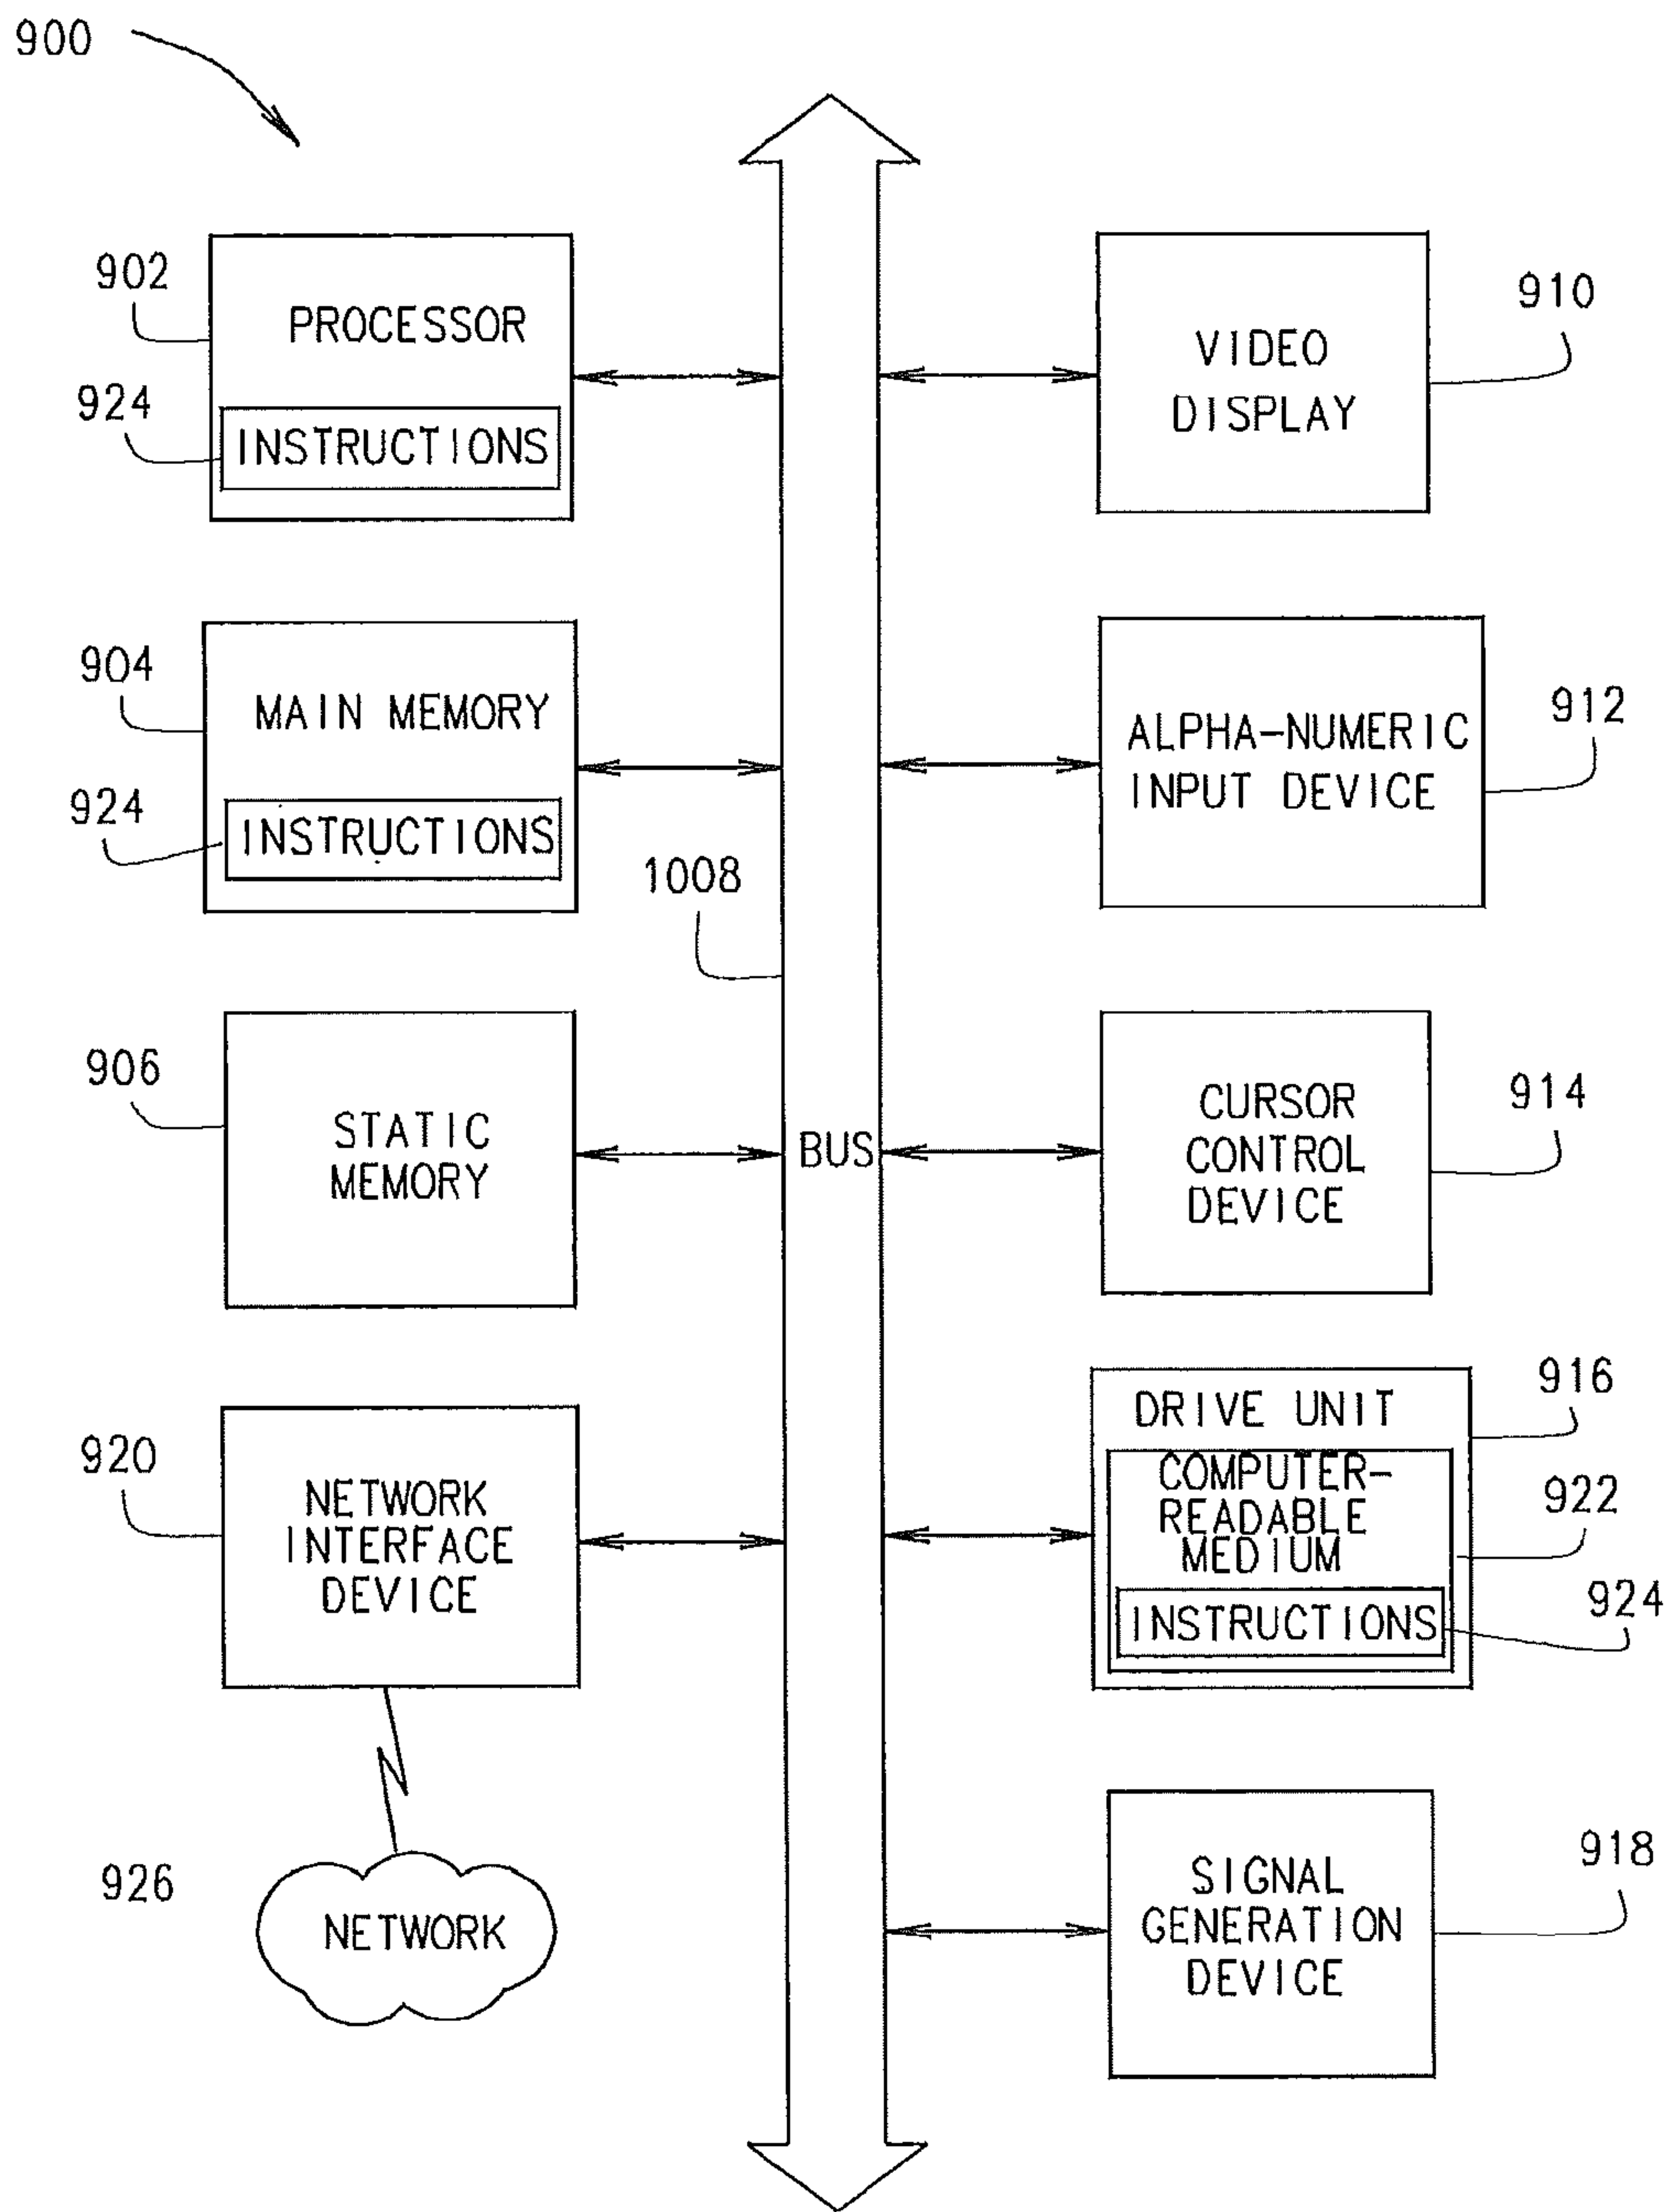 900
902
PROCESSOR
924
INSTRUCTIONS
904
MAIN MEMORY
924
INSTRUCTIONS
1008
906
STATIC
MEMORY
BUS
920
NETWORK
INTERFACE
DEVICE
926
NETWORK
910
VIDEO
DISPLAY
912
ALPHA-NUMERIC
INPUT DEVICE
914
CURSOR
CONTROL
DEVICE
916
DRIVE UNIT
922
COMPUTER-
READABLE
MEDIUM
924
INSTRUCTIONS
918
SIGNAL
GENERATION
DEVICE